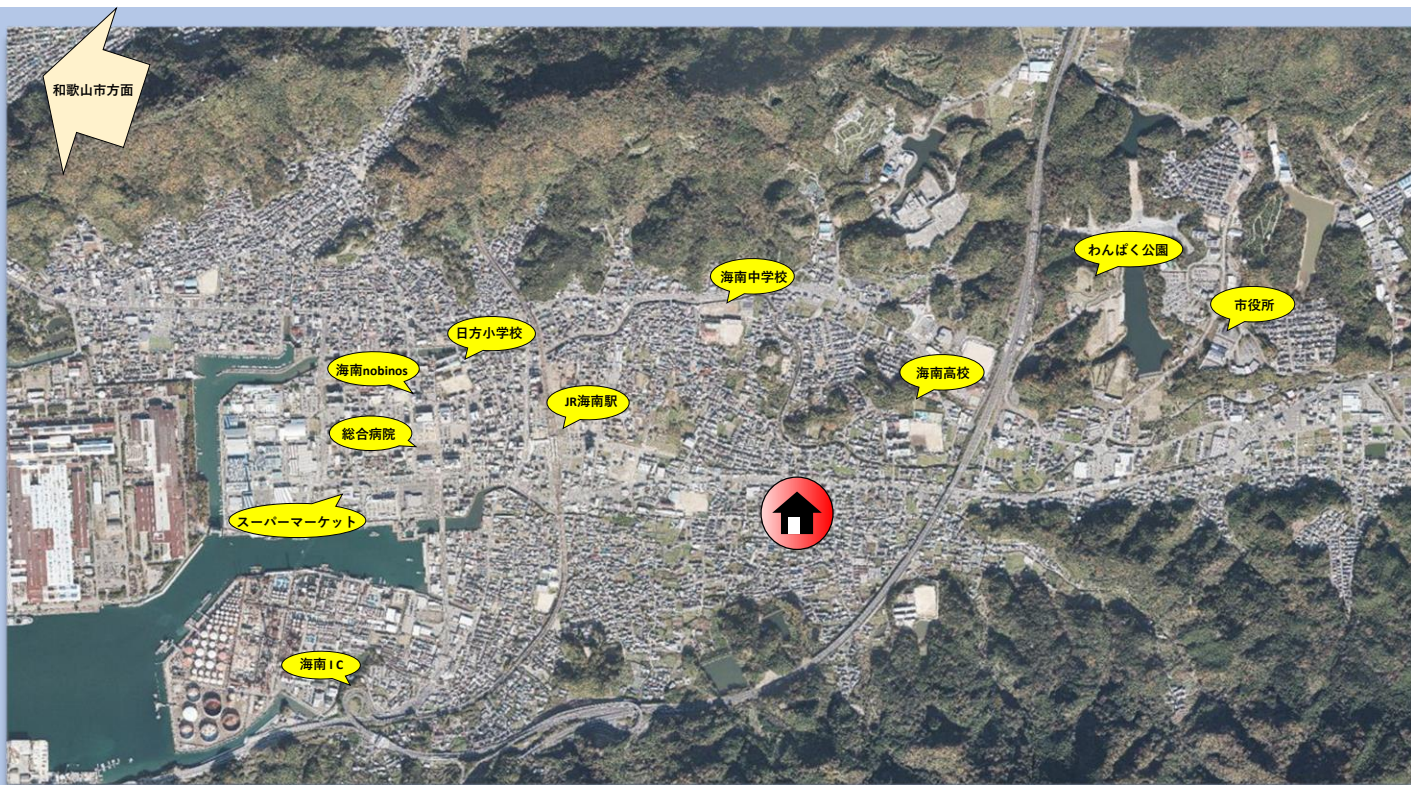 和歌山市方面
わんぱく公園
海南中学校
市役所
日方小学校
海南nobinos
海南高校
JR海南駅
総合病院
スーパーマーケット
海南IC